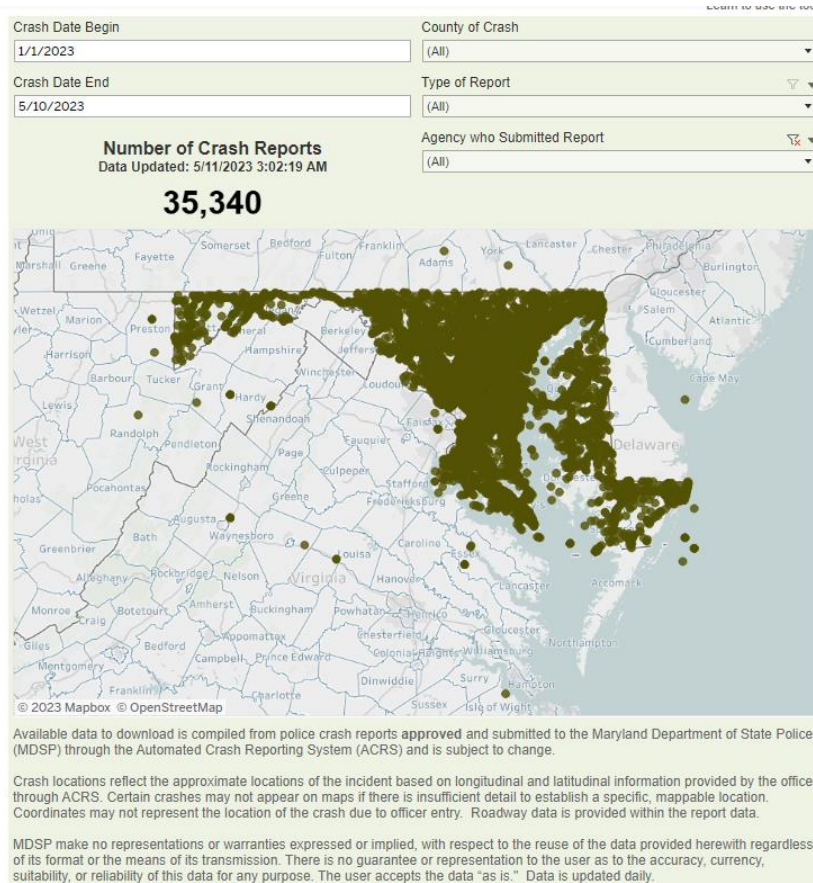 Learn to use the too
Crash Date Begin
County of Crash
1/1/2023
(All)
Crash Date End
Type of Report
5/10/2023
(All)
Number of Crash Reports
Agency who Submitted Report
Data Updated: 5/11/2023 3:02:19 AM
(All)
35,340
Somerset
Bedford
Franklin
Lancaster
Chester
Philadelphia
Marshall
Greene
Fayette
Fulton
Adams
York
Burlington
Wetzel
Marion
Preston
Berkeley
Gloucester
Salem
Atlantic
Harrison
Hampshire
Cumberland
Barbour
Tucker
Grant
Hardy
Winchester
Cape May
Lewis
Randolph
Shenandoah
Pendleton
Fauquier
Delaware
Rockingham
Page
Culpeper
Stafford
Pocahontas
Greene
Fredericksburg
Augusta
Waynesboro
Caroline
Essex
Greenbrier
Bath
Louisa
Alleghany
Rockbridge
Nelson
Virginia
Hanover
Lancaster
Accomack
Monroe
Craig
Botetourt
Amherst
Buckingham
Powhatan
Henrico
Giles
Bedford
Appomattox
Chesterfield
Gloucester
Northampton
Montgomery
Campbell
Prince Edward
Colonial Heights
Williamsburg
Dinwiddie
Surry
Hampton
Franklin
Charlotte
Sussex
Isle of Wight
© 2023 Mapbox © OpenStreetMap
Available data to download is compiled from police crash reports approved and submitted to the Maryland Department of State Police
(MDSP) through the Automated Crash Reporting System (ACRS) and is subject to change.
Crash locations reflect the approximate locations of the incident based on longitudinal and latitudinal information provided by the office
through ACRS. Certain crashes may not appear on maps if there is insufficient detail to establish a specific, mappable location.
Coordinates may not represent the location of the crash due to officer entry. Roadway data is provided within the report data.
MDSP make no representations or warranties expressed or implied, with respect to the reuse of the data provided herewith regardless
of its format or the means of its transmission. There is no guarantee or representation to the user as to the accuracy, currency,
suitability, or reliability of this data for any purpose. The user accepts the data "as is." Data is updated daily.